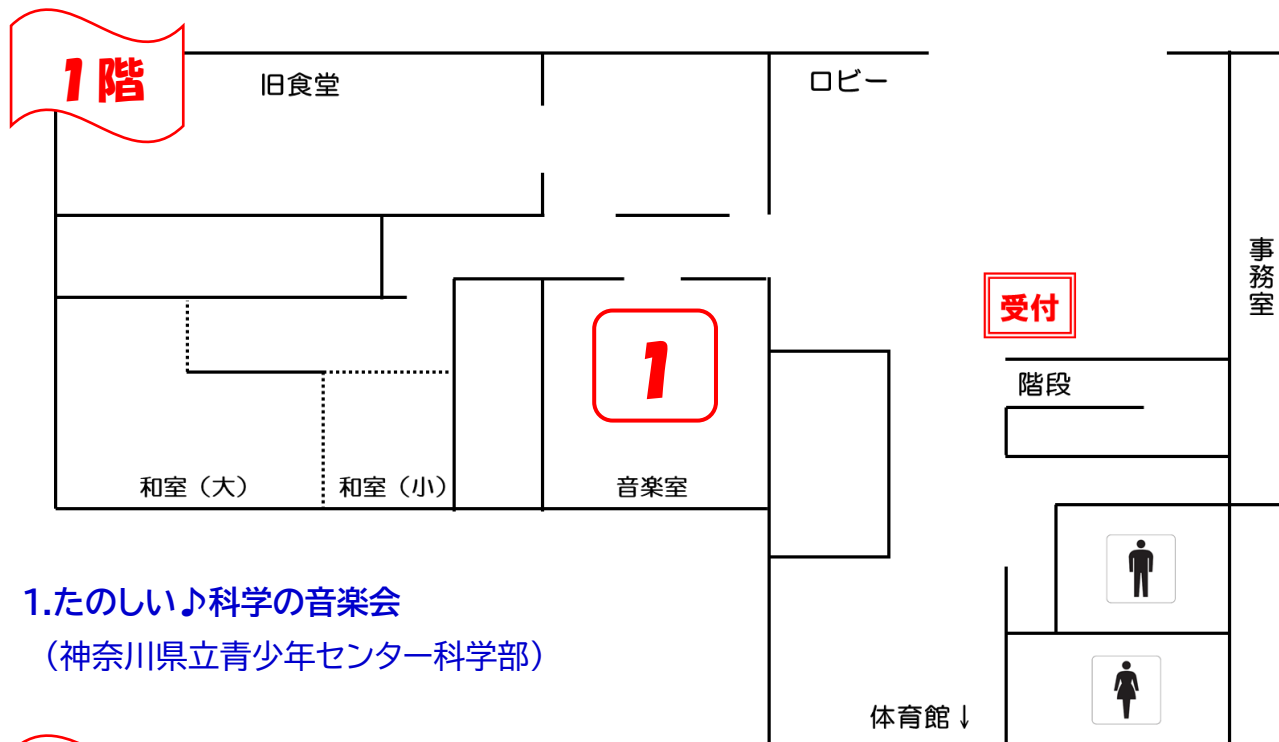 1階
旧食堂
ロビー
事務室
受付
1
階段
和室（大）
和室（小）
音楽室
1.たのしい♪科学の音楽会
（神奈川県立青少年センター科学部）
体育館↓